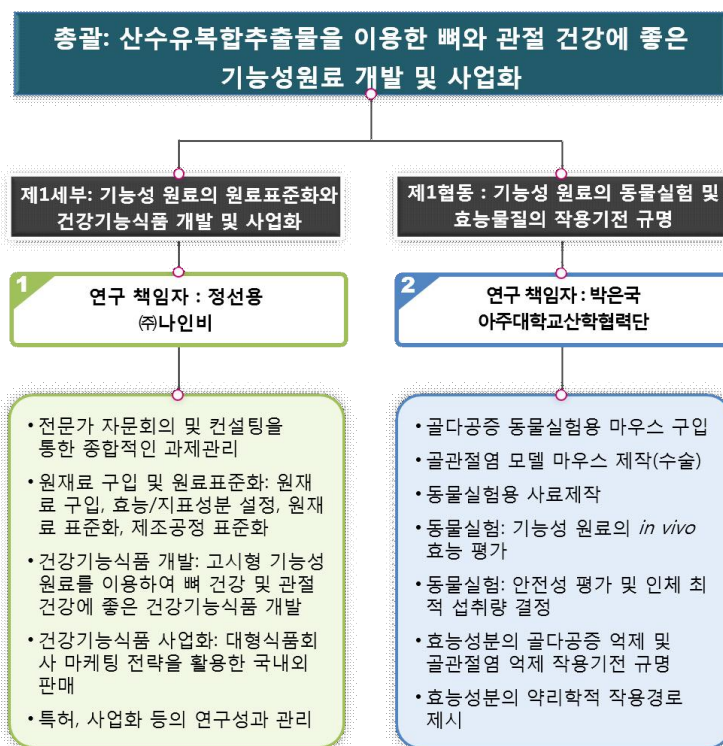 총괄: 산수유복합추출물을 이용한 뼈와 관절 건강에 좋은
기능성원료 개발 및 사업화
제1세부: 기능성 원료의 원료표준화와
건강기능식품 개발 및 사업화
1
연구 책임자 : 정선용
㈜나인비
• 전문가 자문회의 및 컨설팅을
통한 종합적인 과제관리
• 원재료 구입 및 원료표준화: 원재
료 구입, 효능/지표성분 설정, 원재
료 표준화, 제조공정 표준화
• 건강기능식품 개발: 고시형 기능성
원료를 이용하여 뼈 건강 및 관절
건강에 좋은 건강기능식품 개발
• 건강기능식품 사업화: 대형식품회
사 마케팅 전략을 활용한 국내외
판매
• 특허, 사업화 등의 연구성과 관리
제1협동 : 기능성 원료의 동물실험 및
효능물질의 작용기전 규명
2
연구 책임자 : 박은국
아주대학교산학협력단
• 골다공증 동물실험용 마우스 구입
• 골관절염 모델 마우스 제작(수술)
• 동물실험용 사료제작
• 동물실험: 기능성 원료의 in vivo
효능 평가
• 동물실험: 안전성 평가 및 인체 최
적 섭취량 결정
• 효능성분의 골다공증 억제 및
골관절염 억제 작용기전 규명
• 효능성분의 약리학적 작용경로
제시